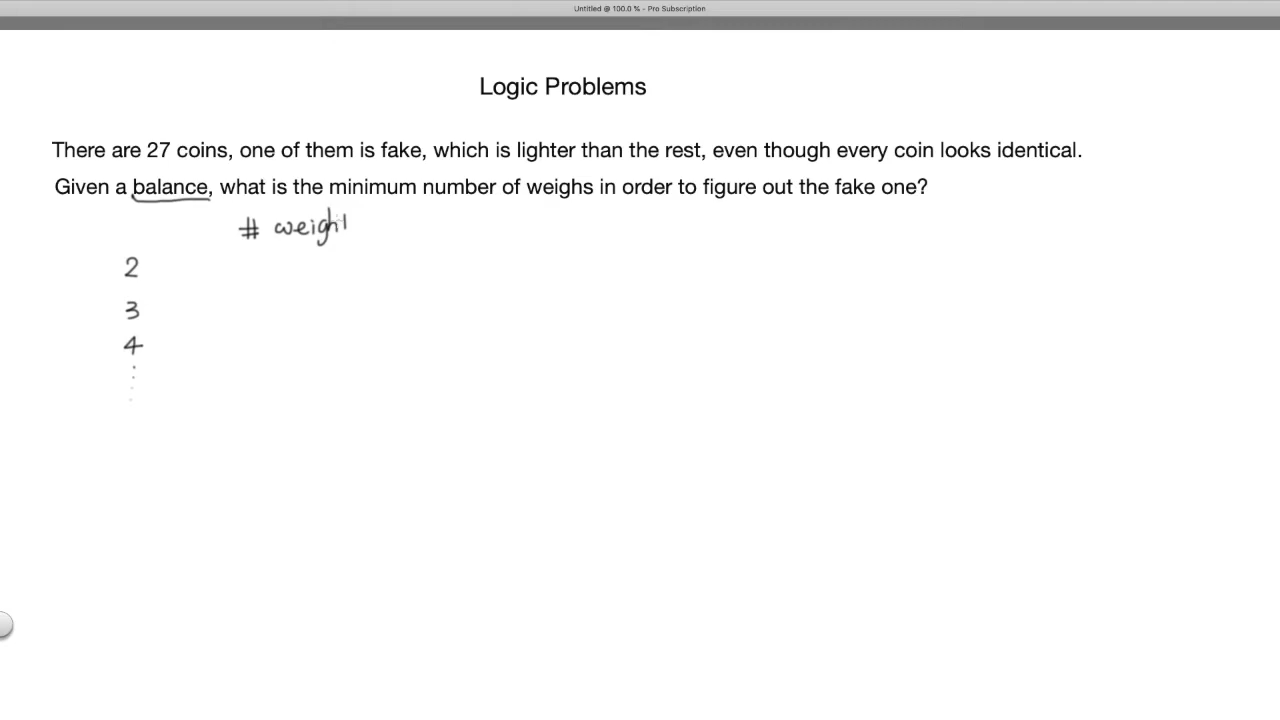 Untitled @ 100.0 % - Pro Subscription
Logic Problems
There are 27 coins, one of them is fake, which is lighter than the rest, even though every coin looks identical.
Given a balance, what is the minimum number of weighs in order to figure out the fake one?
# weight
2
3
4